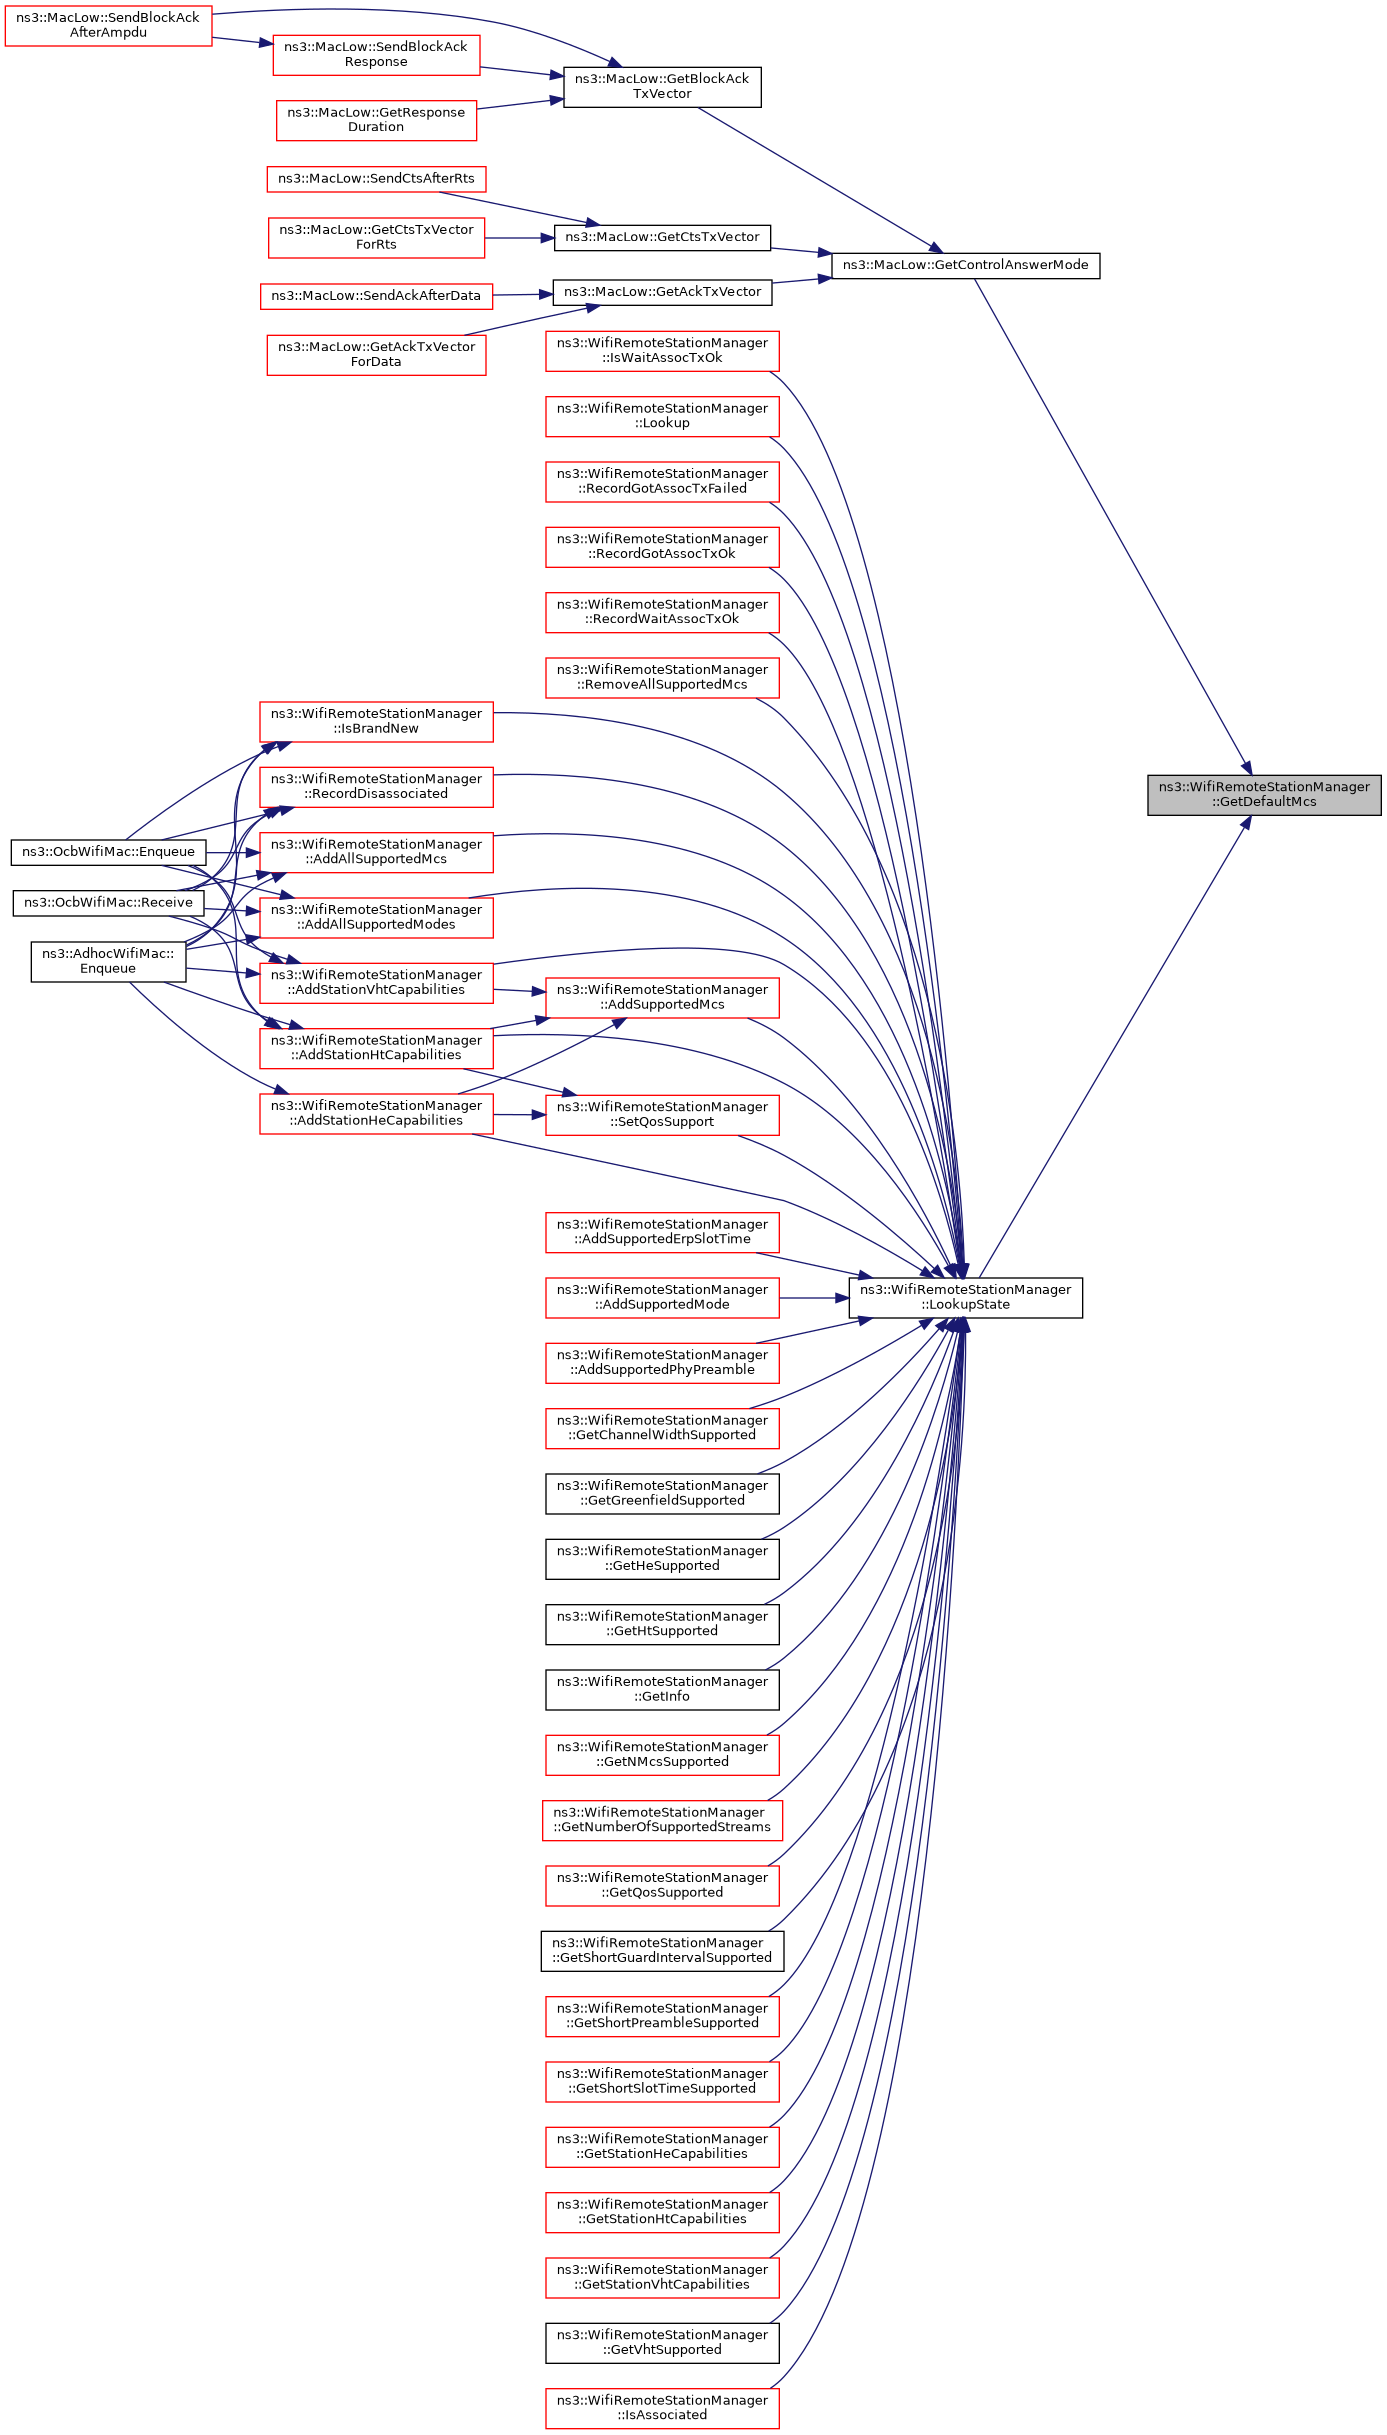 ns3::MacLow::SendBlockAck
AfterAmpdu
ns3::MacLow::SendBlockAck
Response
ns3::MacLow::GetBlockAck
TxVector
ns3::MacLow::GetResponse
Duration
ns3::MacLow::SendCtsAfterRts
ns3::MacLow::GetCtsTxVector
ForRts
ns3::MacLow::GetCtsTxVector
ns3::MacLow::GetControlAnswerMode
ns3::MacLow::SendAckAfterData
ns3::MacLow::GetAckTxVector
ns3::MacLow::GetAckTxVector
ForData
ns3::WifiRemoteStationManager
::IsWaitAssocTxOk
ns3::WifiRemoteStationManager
::Lookup
ns3::WifiRemoteStationManager
::RecordGotAssocTxFailed
ns3::WifiRemoteStationManager
::RecordGotAssocTxOk
ns3::WifiRemoteStationManager
::RecordWaitAssocTxOk
ns3::WifiRemoteStationManager
::RemoveAllSupportedMcs
ns3::WifiRemoteStationManager
::IsBrandNew
ns3::WifiRemoteStationManager
::RecordDisassociated
ns3::WifiRemoteStationManager
::GetDefaultMcs
ns3::OcbWifiMac::Enqueue
ns3::WifiRemoteStationManager
::AddAllSupportedMcs
ns3::OcbWifiMac::Receive
ns3::WifiRemoteStationManager
::AddAllSupportedModes
ns3::AdhocWifiMac::
Enqueue
ns3::WifiRemoteStationManager
::AddStationVhtCapabilities
ns3::WifiRemoteStationManager
::AddSupportedMcs
ns3::WifiRemoteStationManager
::AddStationHtCapabilities
ns3::WifiRemoteStationManager
::AddStationHeCapabilities
ns3::WifiRemoteStationManager
::SetQosSupport
ns3::WifiRemoteStationManager
::AddSupportedErpSlotTime
ns3::WifiRemoteStationManager
::AddSupportedMode
ns3::WifiRemoteStationManager
::LookupState
ns3::WifiRemoteStationManager
::AddSupportedPhyPreamble
ns3::WifiRemoteStationManager
::GetChannelWidthSupported
ns3::WifiRemoteStationManager
::GetGreenfieldSupported
ns3::WifiRemoteStationManager
::GetHeSupported
ns3::WifiRemoteStationManager
::GetHtSupported
ns3::WifiRemoteStationManager
::GetInfo
ns3::WifiRemoteStationManager
::GetNMcsSupported
ns3::WifiRemoteStationManager
::GetNumberOfSupportedStreams
ns3::WifiRemoteStationManager
::GetQosSupported
ns3::WifiRemoteStationManager
::GetShortGuardIntervalSupported
ns3::WifiRemoteStationManager
::GetShortPreambleSupported
ns3::WifiRemoteStationManager
::GetShortSlotTimeSupported
ns3::WifiRemoteStationManager
::GetStationHeCapabilities
ns3::WifiRemoteStationManager
::GetStationHtCapabilities
ns3::WifiRemoteStationManager
::GetStationVhtCapabilities
ns3::WifiRemoteStationManager
::GetVhtSupported
ns3::WifiRemoteStationManager
::IsAssociated